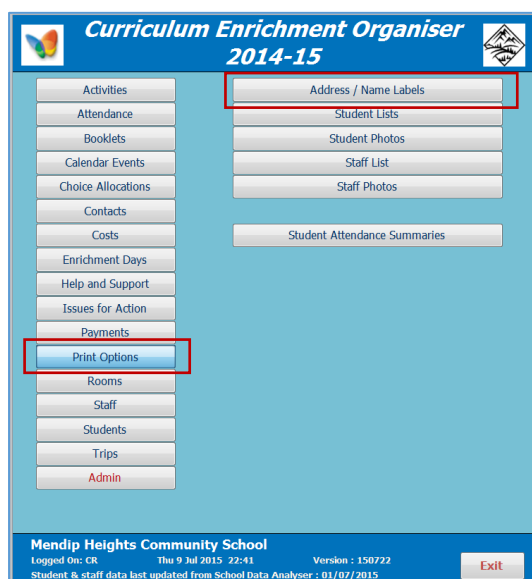 Curriculum Enrichment Organiser
2014-15
Activities
Attendance
Booklets
Calendar Events
Choice Allocations
Contacts
Costs
Enrichment Days
Help and Support
Issues for Action
Payments
Print Options
Rooms
Staff
Students
Trips
Admin
Address / Name Labels
Student Lists
Student Photos
Staff List
Staff Photos
Student Attendance Summaries
Mendip Heights Community School
Logged On: CR Thu 9 Jul 2015 22:41 Version : 150722
Student & staff data last updated from School Data Analyser : 01/07/2015
Exit